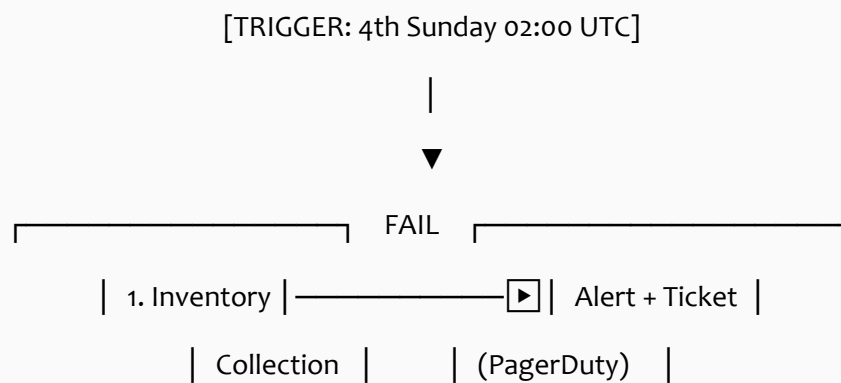 [TRIGGER: 4th Sunday 02:00 UTC]
│
▼
┌─────────────────┐ FAIL ┌──────────────────
│ 1. Inventory │───────────▶│ Alert + Ticket │
│ Collection │ │ (PagerDuty) │